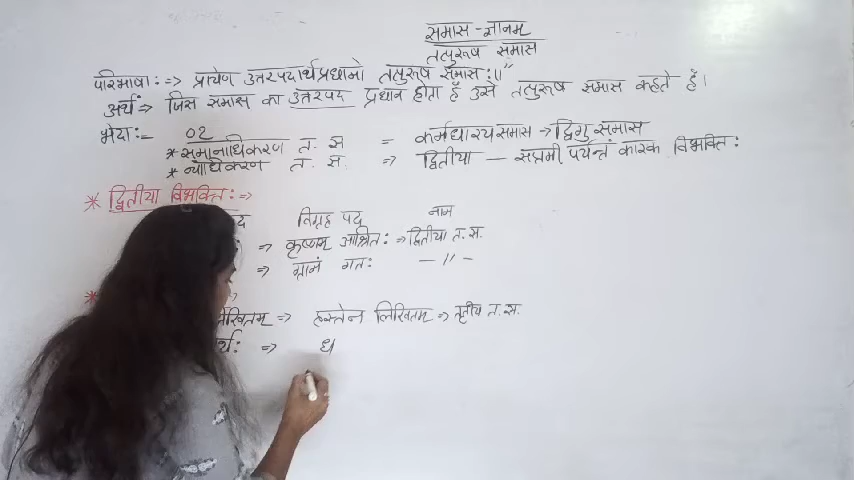 समास - ज्ञानम्
तत्पुरूष समास
परिभाषा: => प्रायेण उत्तरपदार्थप्रधानो तत्पुरूष समास:॥"
अर्थ => जिस समास का उत्तरपद प्रधान होता हैं उसे तत्पुरूष समास कहते हैं।
भेदा:= 02
* समानाधिकरण त. स = कर्मधारयसमास → द्विगु समास
* व्याधिकरण त. स. => द्वितीया — सप्तमी पर्यन्तं कारक विभक्ति:
* द्वितीया विभक्ति: =>
द विग्रह पद नाम
: => कृष्णम् आश्रित: => द्वितीया त. स.
=> ग्रामं गत: — " —
* =>
लिखितम् => हस्तेन लिखितम् => तृतीय त. स.
र्थ: => ध